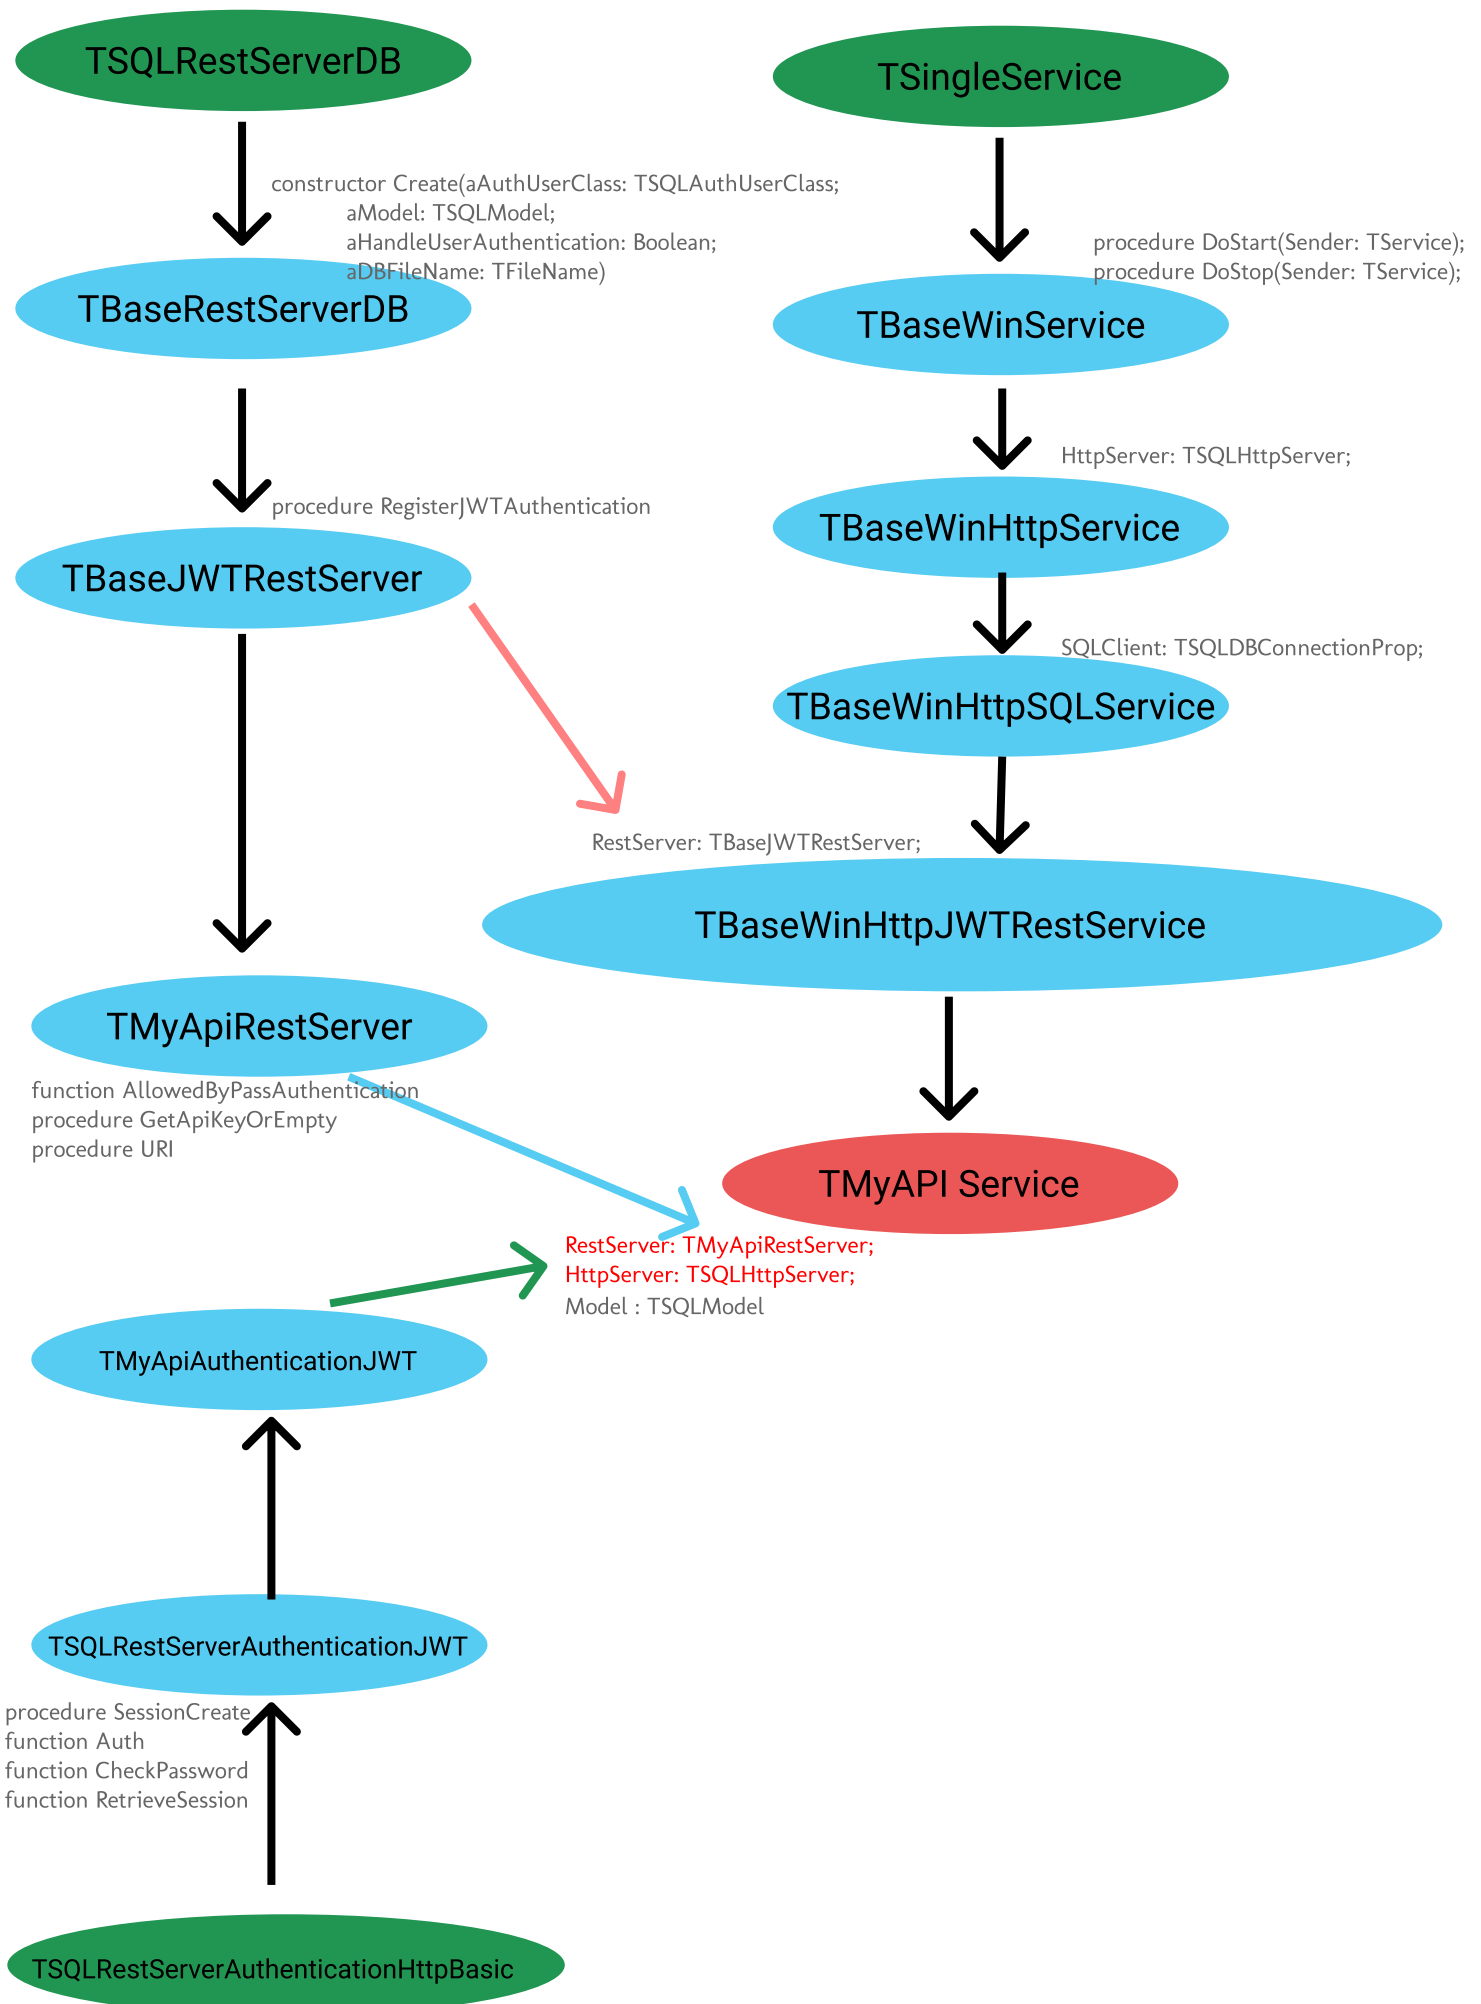 TSQLRestServerDB
TSingleService
constructor Create(aAuthUserClass: TSQLAuthUserClass;
aModel: TSQLModel;
aHandleUserAuthentication: Boolean;
aDBFileName: TFileName)
procedure DoStart(Sender: TService);
procedure DoStop(Sender: TService);
TBaseRestServerDB
TBaseWinService
HttpServer: TSQLHttpServer;
procedure RegisterJWTAuthentication
TBaseWinHttpService
TBaseJWTRestServer
SQLClient: TSQLDBConnectionProp;
TBaseWinHttpSQLService
RestServer: TBaseJWTRestServer;
TBaseWinHttpJWTRestService
TMyApiRestServer
function AllowedByPassAuthentication
procedure GetApiKeyOrEmpty
procedure URI
TMyAPI Service
RestServer: TMyApiRestServer;
HttpServer: TSQLHttpServer;
Model : TSQLModel
TMyApiAuthenticationJWT
TSQLRestServerAuthenticationJWT
procedure SessionCreate
function Auth
function CheckPassword
function RetrieveSession
TSQLRestServerAuthenticationHttpBasic